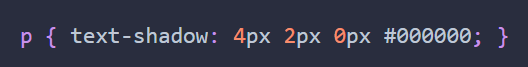 p { text-shadow: 4px 2px 0px #000000; }